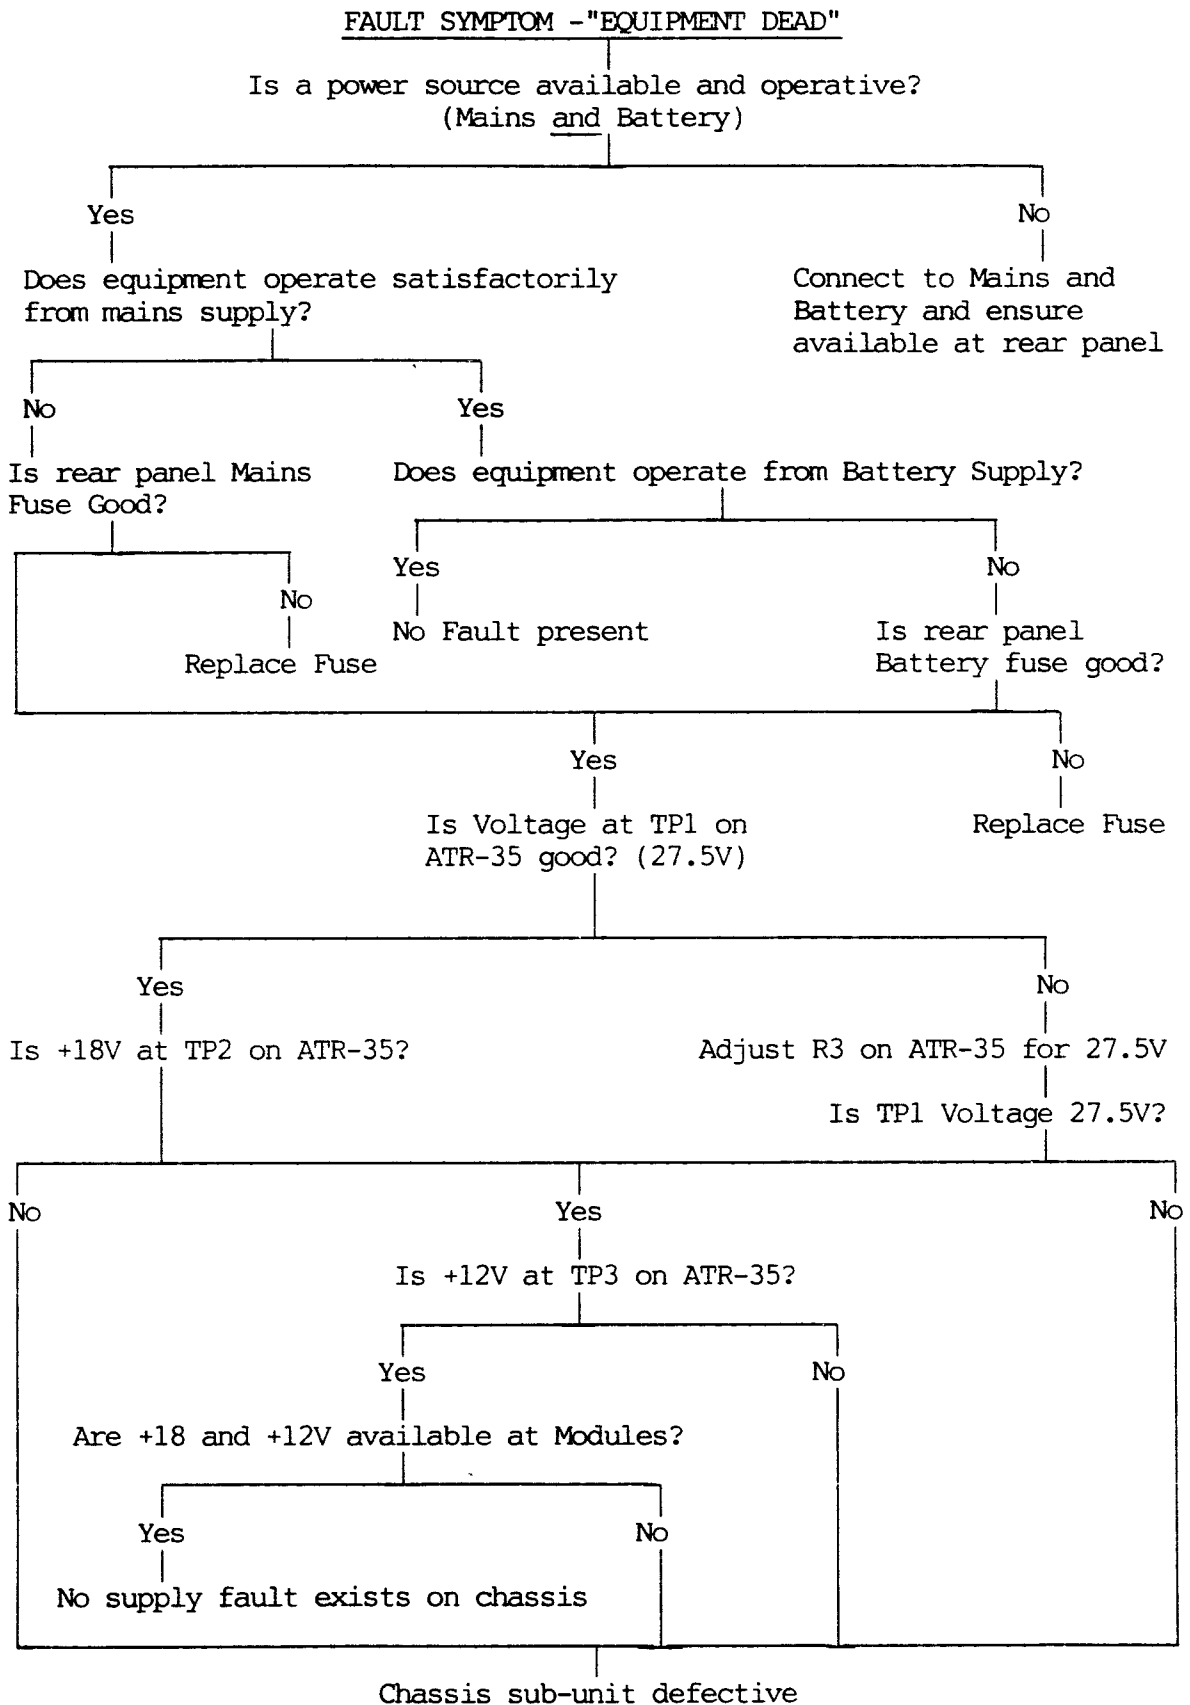 FAULT SYMPTOM -"EQUIPMENT DEAD"
Is a power source available and operative?
(Mains and Battery)
Yes
No
Does equipment operate satisfactorily
from mains supply?
Connect to Mains and
Battery and ensure
available at rear panel
No
Yes
Is rear panel Mains
Fuse Good?
Does equipment operate from Battery Supply?
Yes
No
No
No Fault present
Is rear panel
Battery fuse good?
Replace Fuse
Yes
No
Is Voltage at TP1 on
ATR-35 good? (27.5V)
Replace Fuse
Yes
No
Is +18V at TP2 on ATR-35?
Adjust R3 on ATR-35 for 27.5V
Is TP1 Voltage 27.5V?
No
Yes
No
Is +12V at TP3 on ATR-35?
Yes
No
Are +18 and +12V available at Modules?
Yes
No
No supply fault exists on chassis
Chassis sub-unit defective